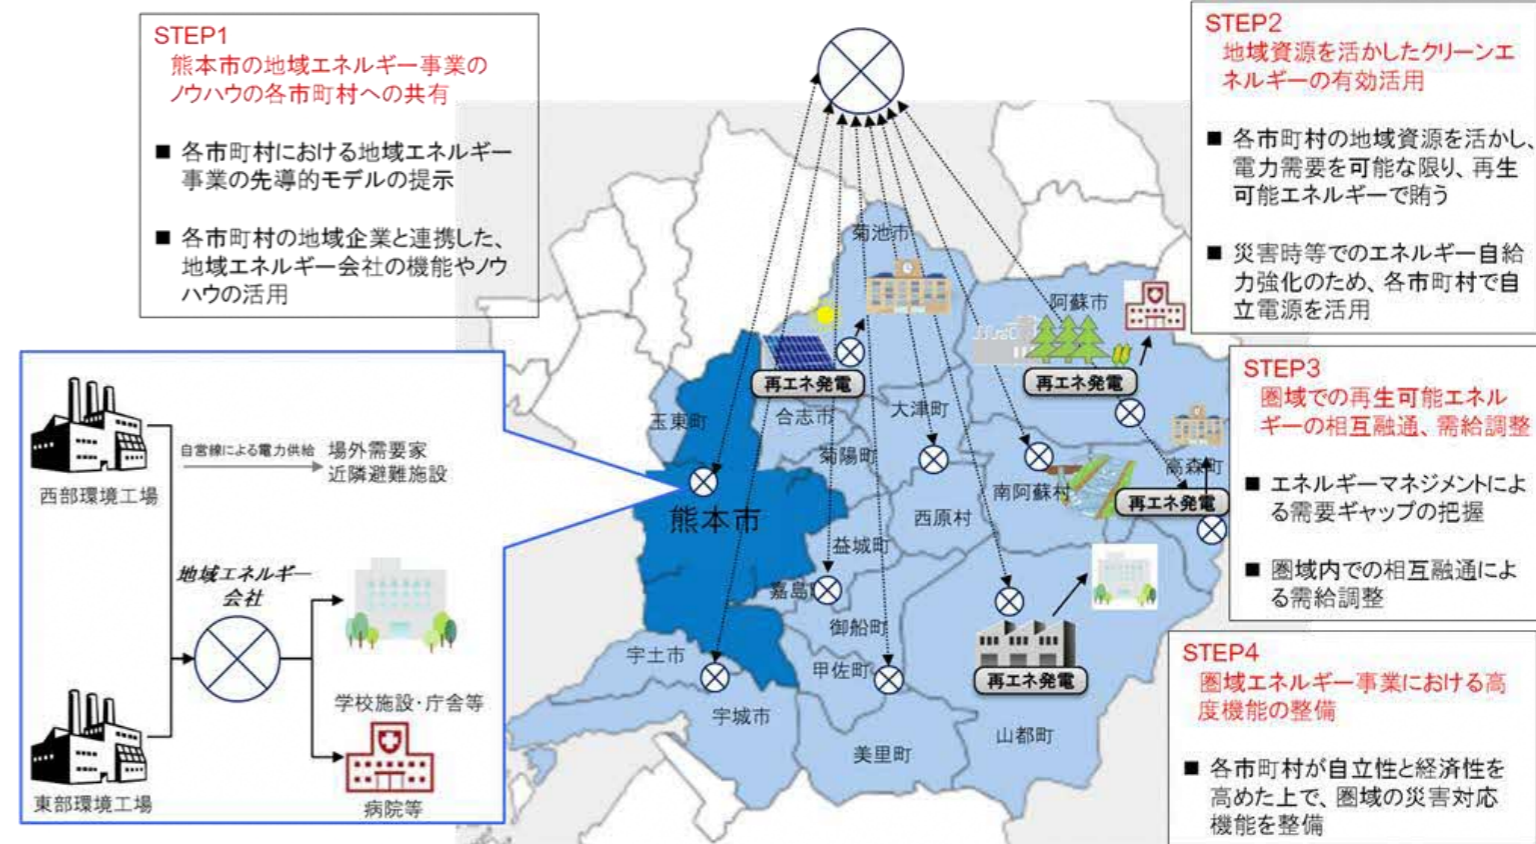 STEP1
熊本市の地域エネルギー事業の
ノウハウの各市町村への共有
■ 各市町村における地域エネルギー
事業の先導的モデルの提示
■ 各市町村の地域企業と連携した、
地域エネルギー会社の機能やノウ
ハウの活用
STEP2
地域資源を活かしたクリーンエ
ネルギーの有効活用
■ 各市町村の地域資源を活かし、
電力需要を可能な限り、再生
可能エネルギーで賄う
■ 災害時等でのエネルギー自給
力強化のため、各市町村で自
立電源を活用
STEP3
圏域での再生可能エネル
ギーの相互融通、需給調整
■ エネルギーマネジメントによ
る需要ギャップの把握
■ 圏域内での相互融通によ
る需給調整
STEP4
圏域エネルギー事業における高
度機能の整備
■ 各市町村が自立性と経済性を
高めた上で、圏域の災害対応
機能を整備
西部環境工場
自営線による電力供給
場外需要家
近隣避難施設
地域エネルギー
会社
学校施設・庁舎等
東部環境工場
病院等
菊池市
阿蘇市
再エネ発電
再エネ発電
玉東町
合志市
大津町
菊陽町
南阿蘇村
高森町
再エネ発電
熊本市
西原村
益城町
嘉島
御船町
宇土市
甲佐町
再エネ発電
宇城市
美里町
山都町